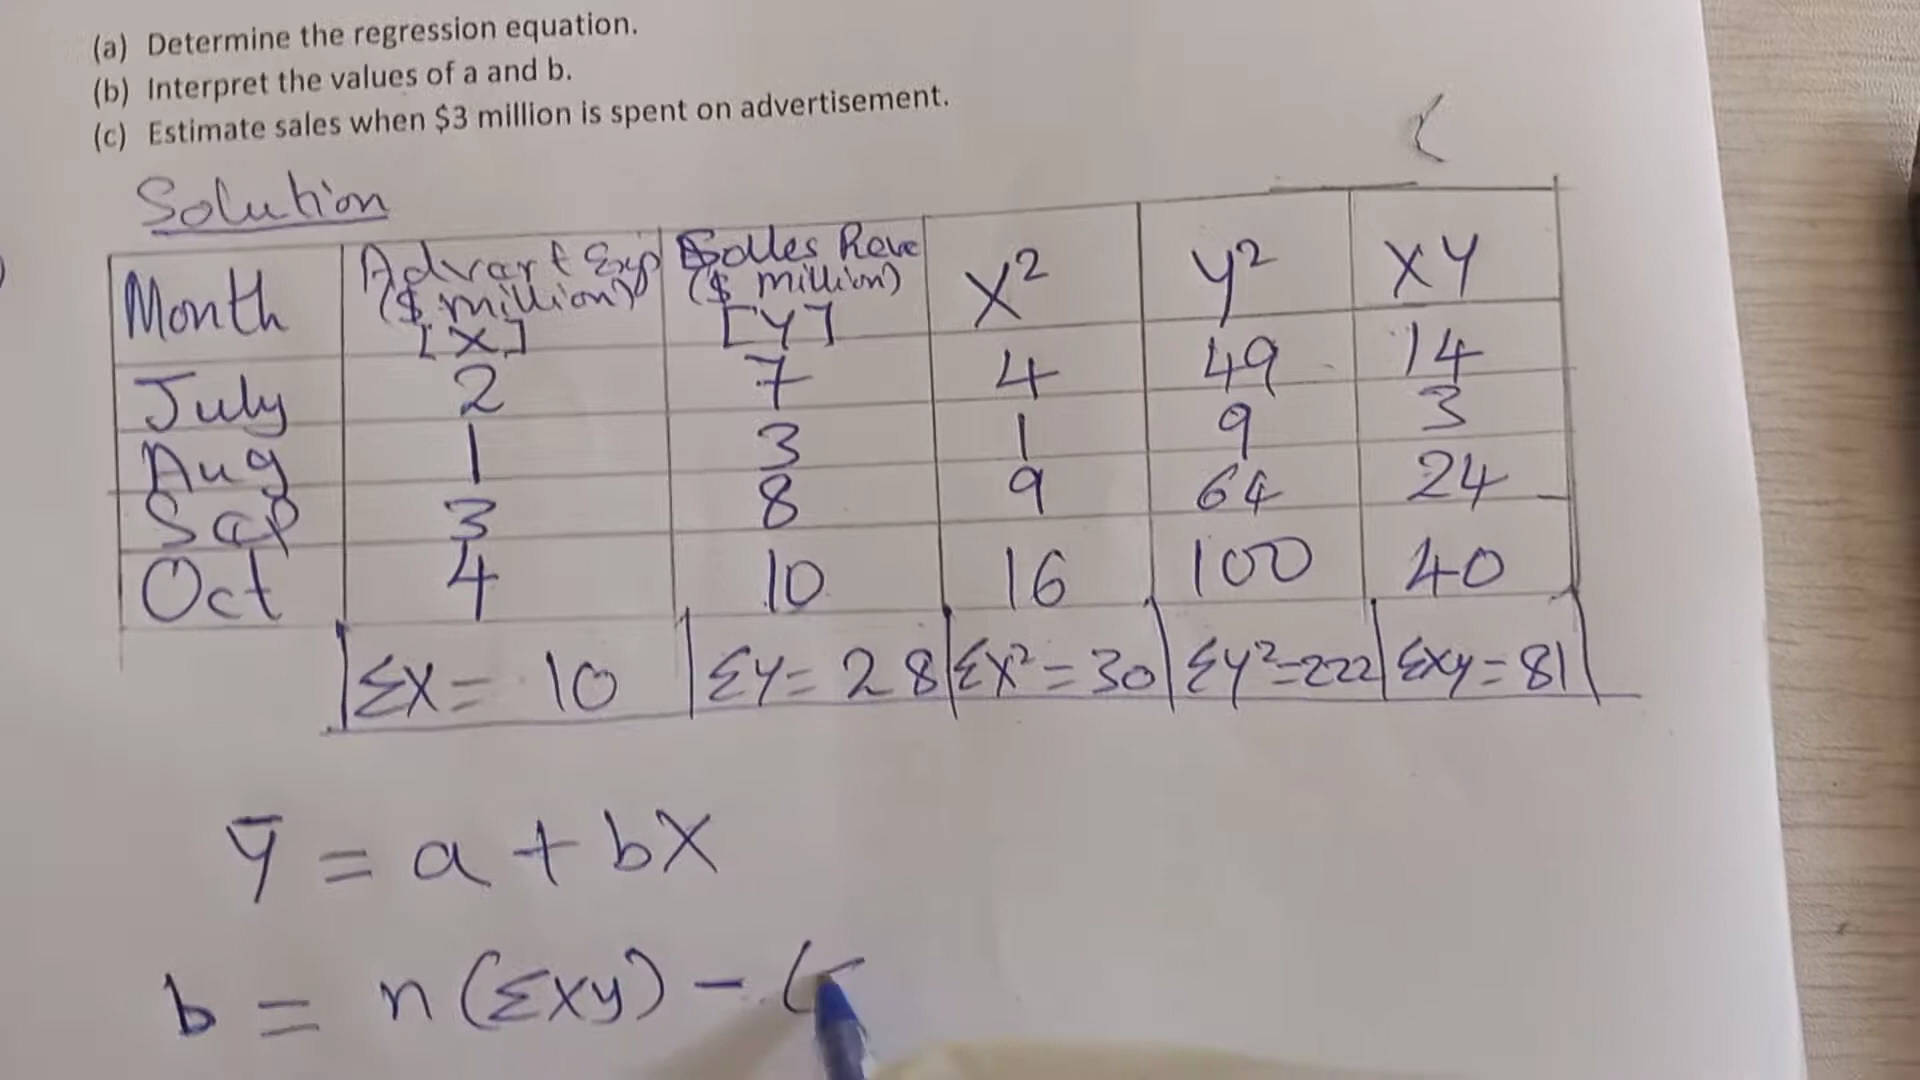 (a) Determine the regression equation.
(b) Interpret the values of a and b.
(c) Estimate sales when $3 million is spent on advertisement.
Solution
Month | Advert Exp ($ million) [X] | Salles Reve ($ million) [Y] | X² | Y² | XY
July | 2 | 7 | 4 | 49 | 14
Aug | 1 | 3 | 1 | 9 | 3
Sep | 3 | 8 | 9 | 64 | 24
Oct | 4 | 10 | 16 | 100 | 40
ΣX = 10 | ΣY = 28 | ΣX² = 30 | ΣY² = 222 | ΣXY = 81
Ȳ = a + bX
b = n(ΣXY) - (